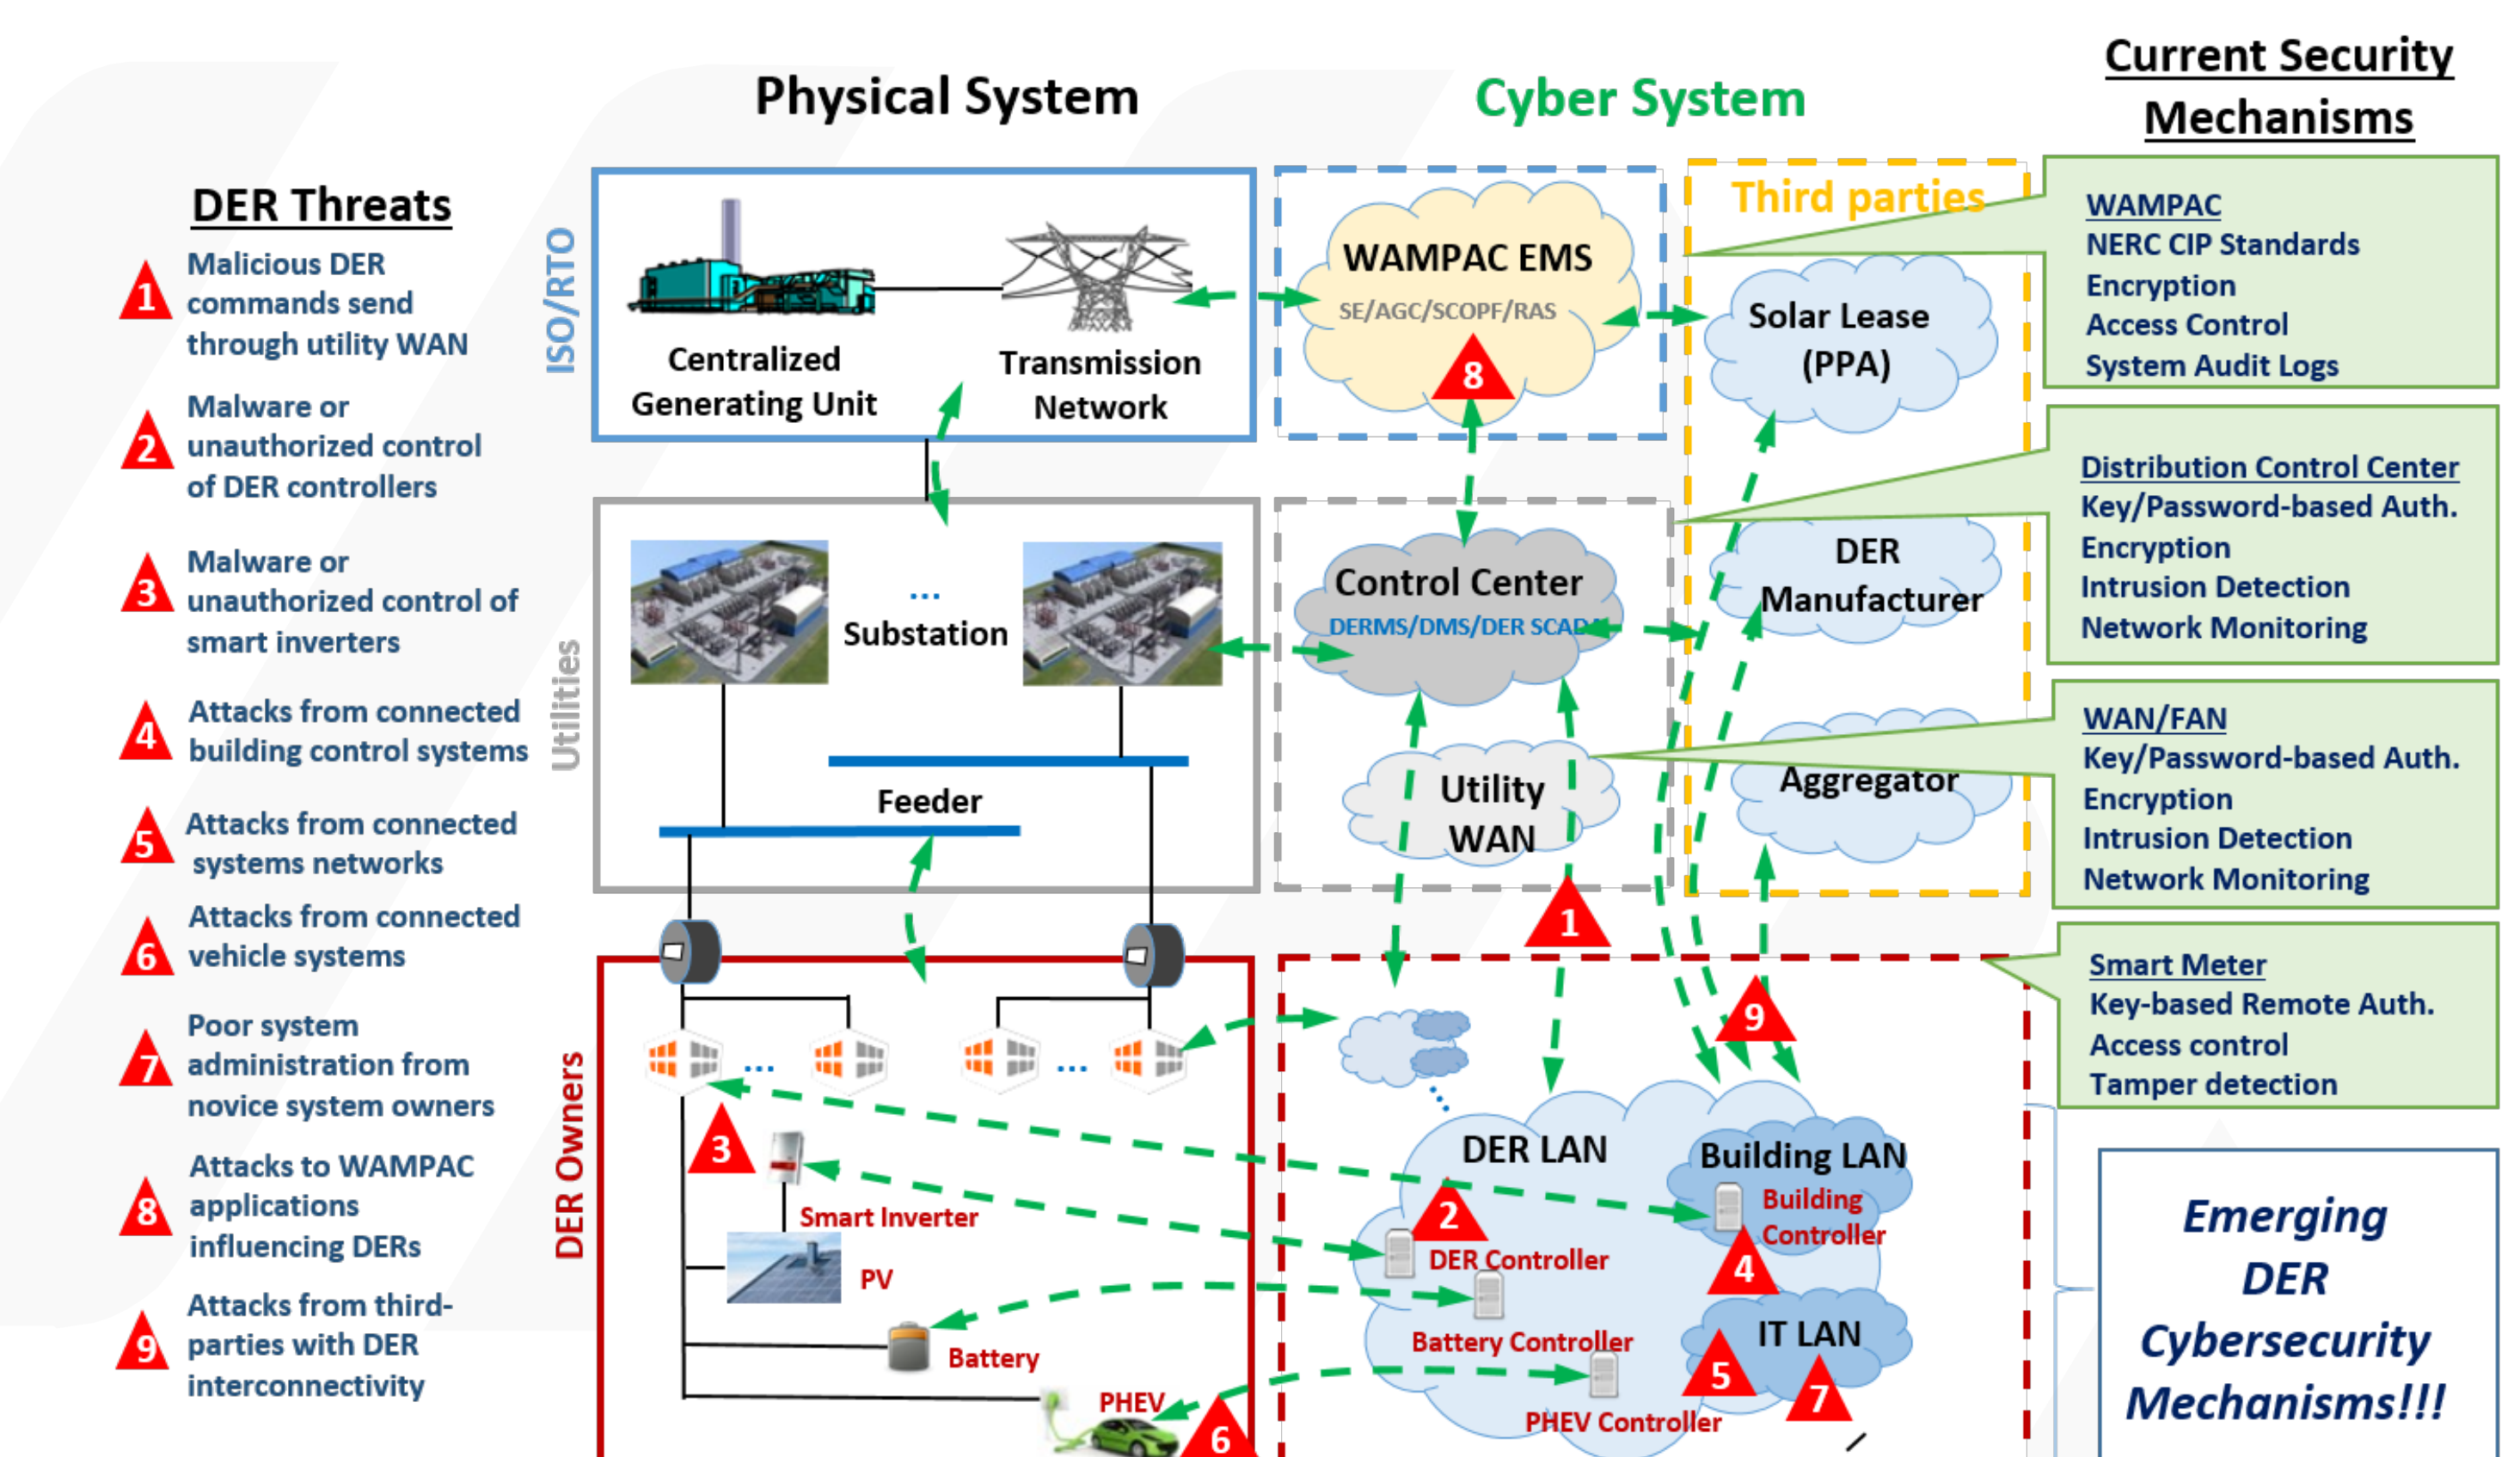 Physical System
Cyber System
Current Security
Mechanisms
DER Threats
1
Malicious DER
commands send
through utility WAN
2
Malware or
unauthorized control
of DER controllers
3
Malware or
unauthorized control of
smart inverters
4
Attacks from connected
building control systems
5
Attacks from connected
systems networks
6
Attacks from connected
vehicle systems
7
Poor system
administration from
novice system owners
8
Attacks to WAMPAC
applications
influencing DERs
9
Attacks from third-
parties with DER
interconnectivity
ISO/RTO
Centralized
Generating Unit
Transmission
Network
Utilities
...
Substation
Feeder
DER Owners
...
...
3
Smart Inverter
PV
Battery
PHEV
6
WAMPAC EMS
SE/AGC/SCOPF/RAS
8
Control Center
DERMS/DMS/DER SCADA
Utility
WAN
1
Third parties
Solar Lease
(PPA)
DER
Manufacturer
Aggregator
9
DER LAN
2
DER Controller
Battery Controller
PHEV Controller
Building LAN
Building
Controller
4
IT LAN
5
7
WAMPAC
NERC CIP Standards
Encryption
Access Control
System Audit Logs
Distribution Control Center
Key/Password-based Auth.
Encryption
Intrusion Detection
Network Monitoring
WAN/FAN
Key/Password-based Auth.
Encryption
Intrusion Detection
Network Monitoring
Smart Meter
Key-based Remote Auth.
Access control
Tamper detection
Emerging
DER
Cybersecurity
Mechanisms!!!